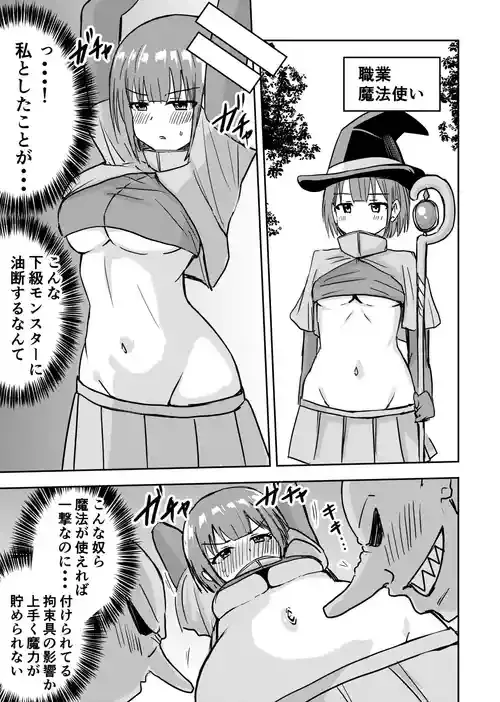 職業
魔法使い
ガチャ
ガチャ
っ・・・！
私としたことが・・・
こんな
下級モンスターに
油断するなんて
キキ…
ガチャ
ガチャ
こんな奴ら
魔法が使えれば
一撃なのに・・・
付けられてる
拘束具の影響か
上手く魔力が
貯められない